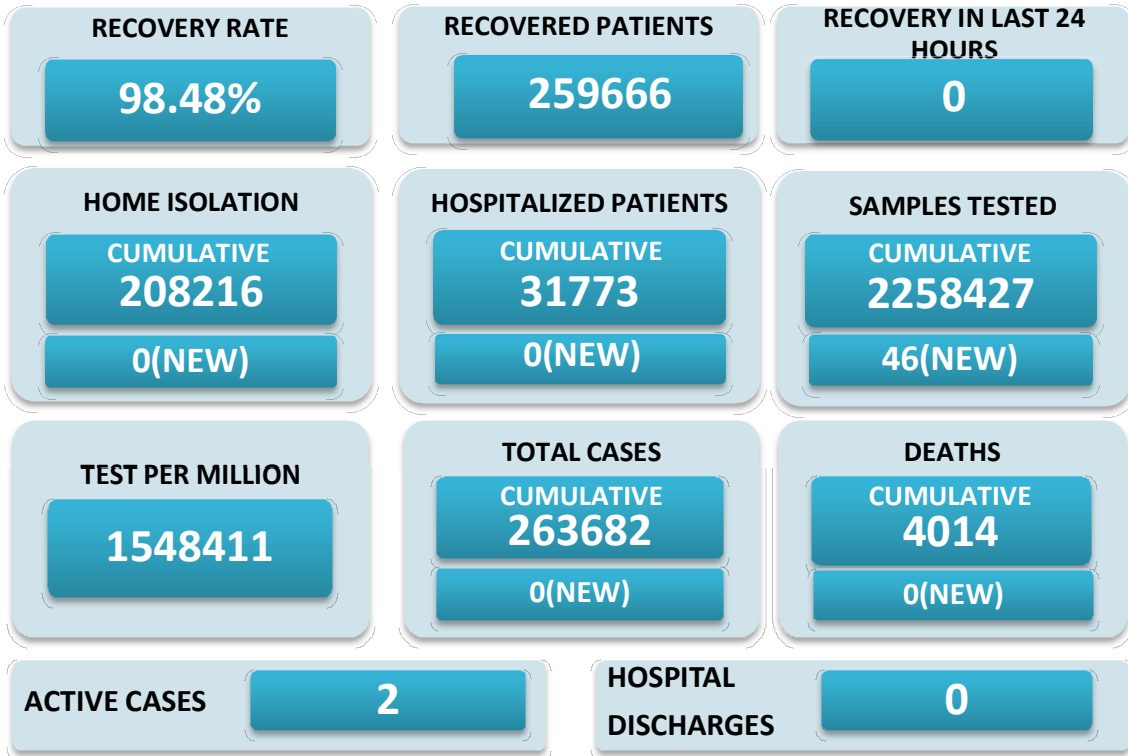 RECOVERY RATE
98.48%
RECOVERED PATIENTS
259666
RECOVERY IN LAST 24
HOURS
0
HOME ISOLATION
CUMULATIVE
208216
0(NEW)
HOSPITALIZED PATIENTS
CUMULATIVE
31773
0(NEW)
SAMPLES TESTED
CUMULATIVE
2258427
46(NEW)
TEST PER MILLION
1548411
TOTAL CASES
CUMULATIVE
263682
0(NEW)
DEATHS
CUMULATIVE
4014
0(NEW)
ACTIVE CASES
2
HOSPITAL
DISCHARGES
0